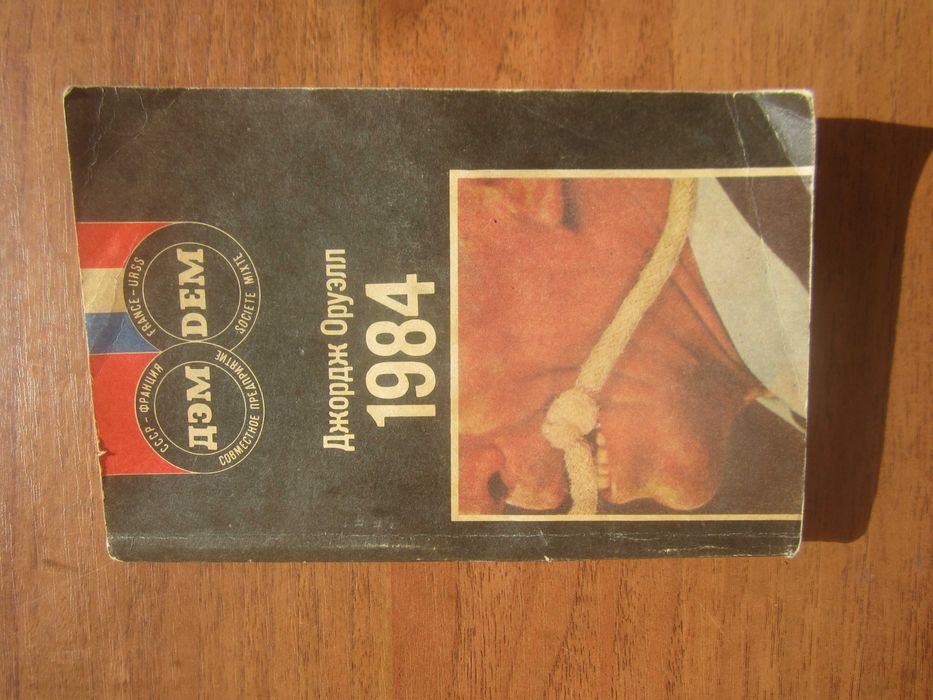 СССР – ФРАНЦИЯ
ДЭМ
СОВМЕСТНОЕ ПРЕДПРИЯТИЕ
FRANCE – URSS
DEM
SOCIETE MIXTE
Джордж Оруэлл
1984